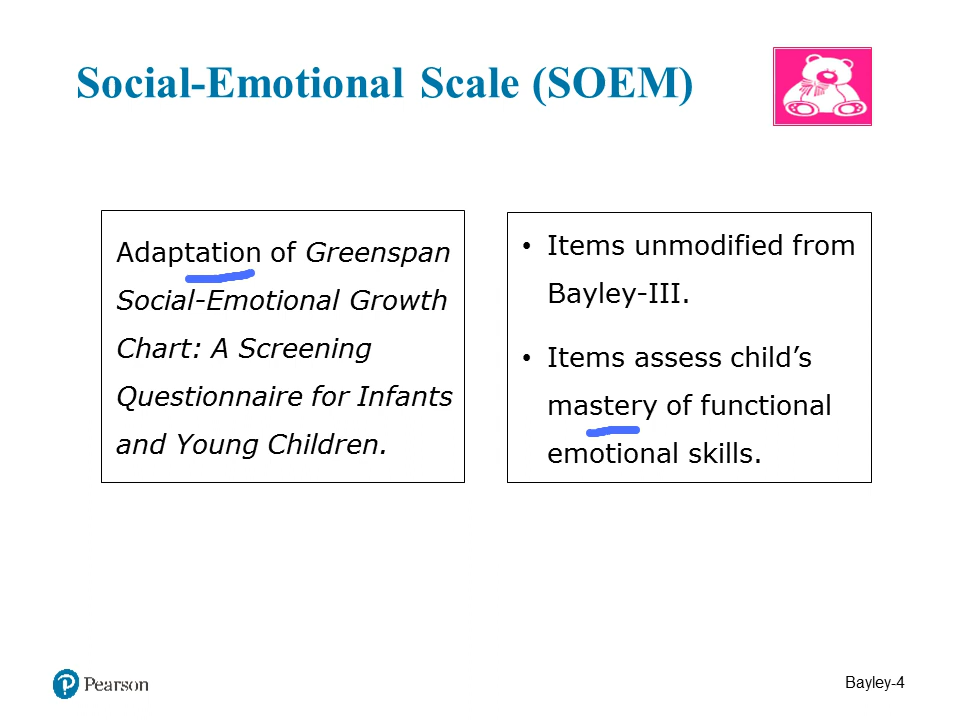 Social-Emotional Scale (SOEM)
Adaptation of Greenspan
Social-Emotional Growth
Chart: A Screening
Questionnaire for Infants
and Young Children.
• Items unmodified from
Bayley-III.
• Items assess child’s
mastery of functional
emotional skills.
P Pearson
Bayley-4